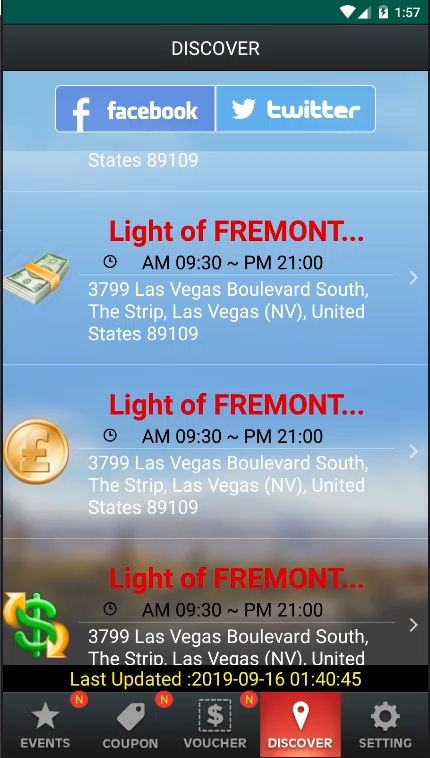 1:57
DISCOVER
facebook twitter
States 89109
Light of FREMONT...
AM 09:30 ~ PM 21:00
3799 Las Vegas Boulevard South,
The Strip, Las Vegas (NV), United
States 89109
Light of FREMONT...
AM 09:30 ~ PM 21:00
3799 Las Vegas Boulevard South,
The Strip, Las Vegas (NV), United
States 89109
Light of FREMONT...
AM 09:30 ~ PM 21:00
3799 Las Vegas Boulevard South,
The Strip, Las Vegas (NV), United
Last Updated :2019-09-16 01:40:45
N N N
EVENTS COUPON VOUCHER DISCOVER SETTING